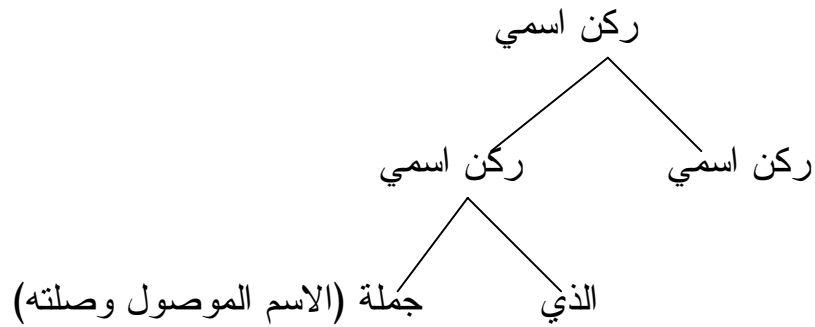 ركن اسمي
ركن اسمي ركن اسمي
الذي جملة (الاسم الموصول وصلته)